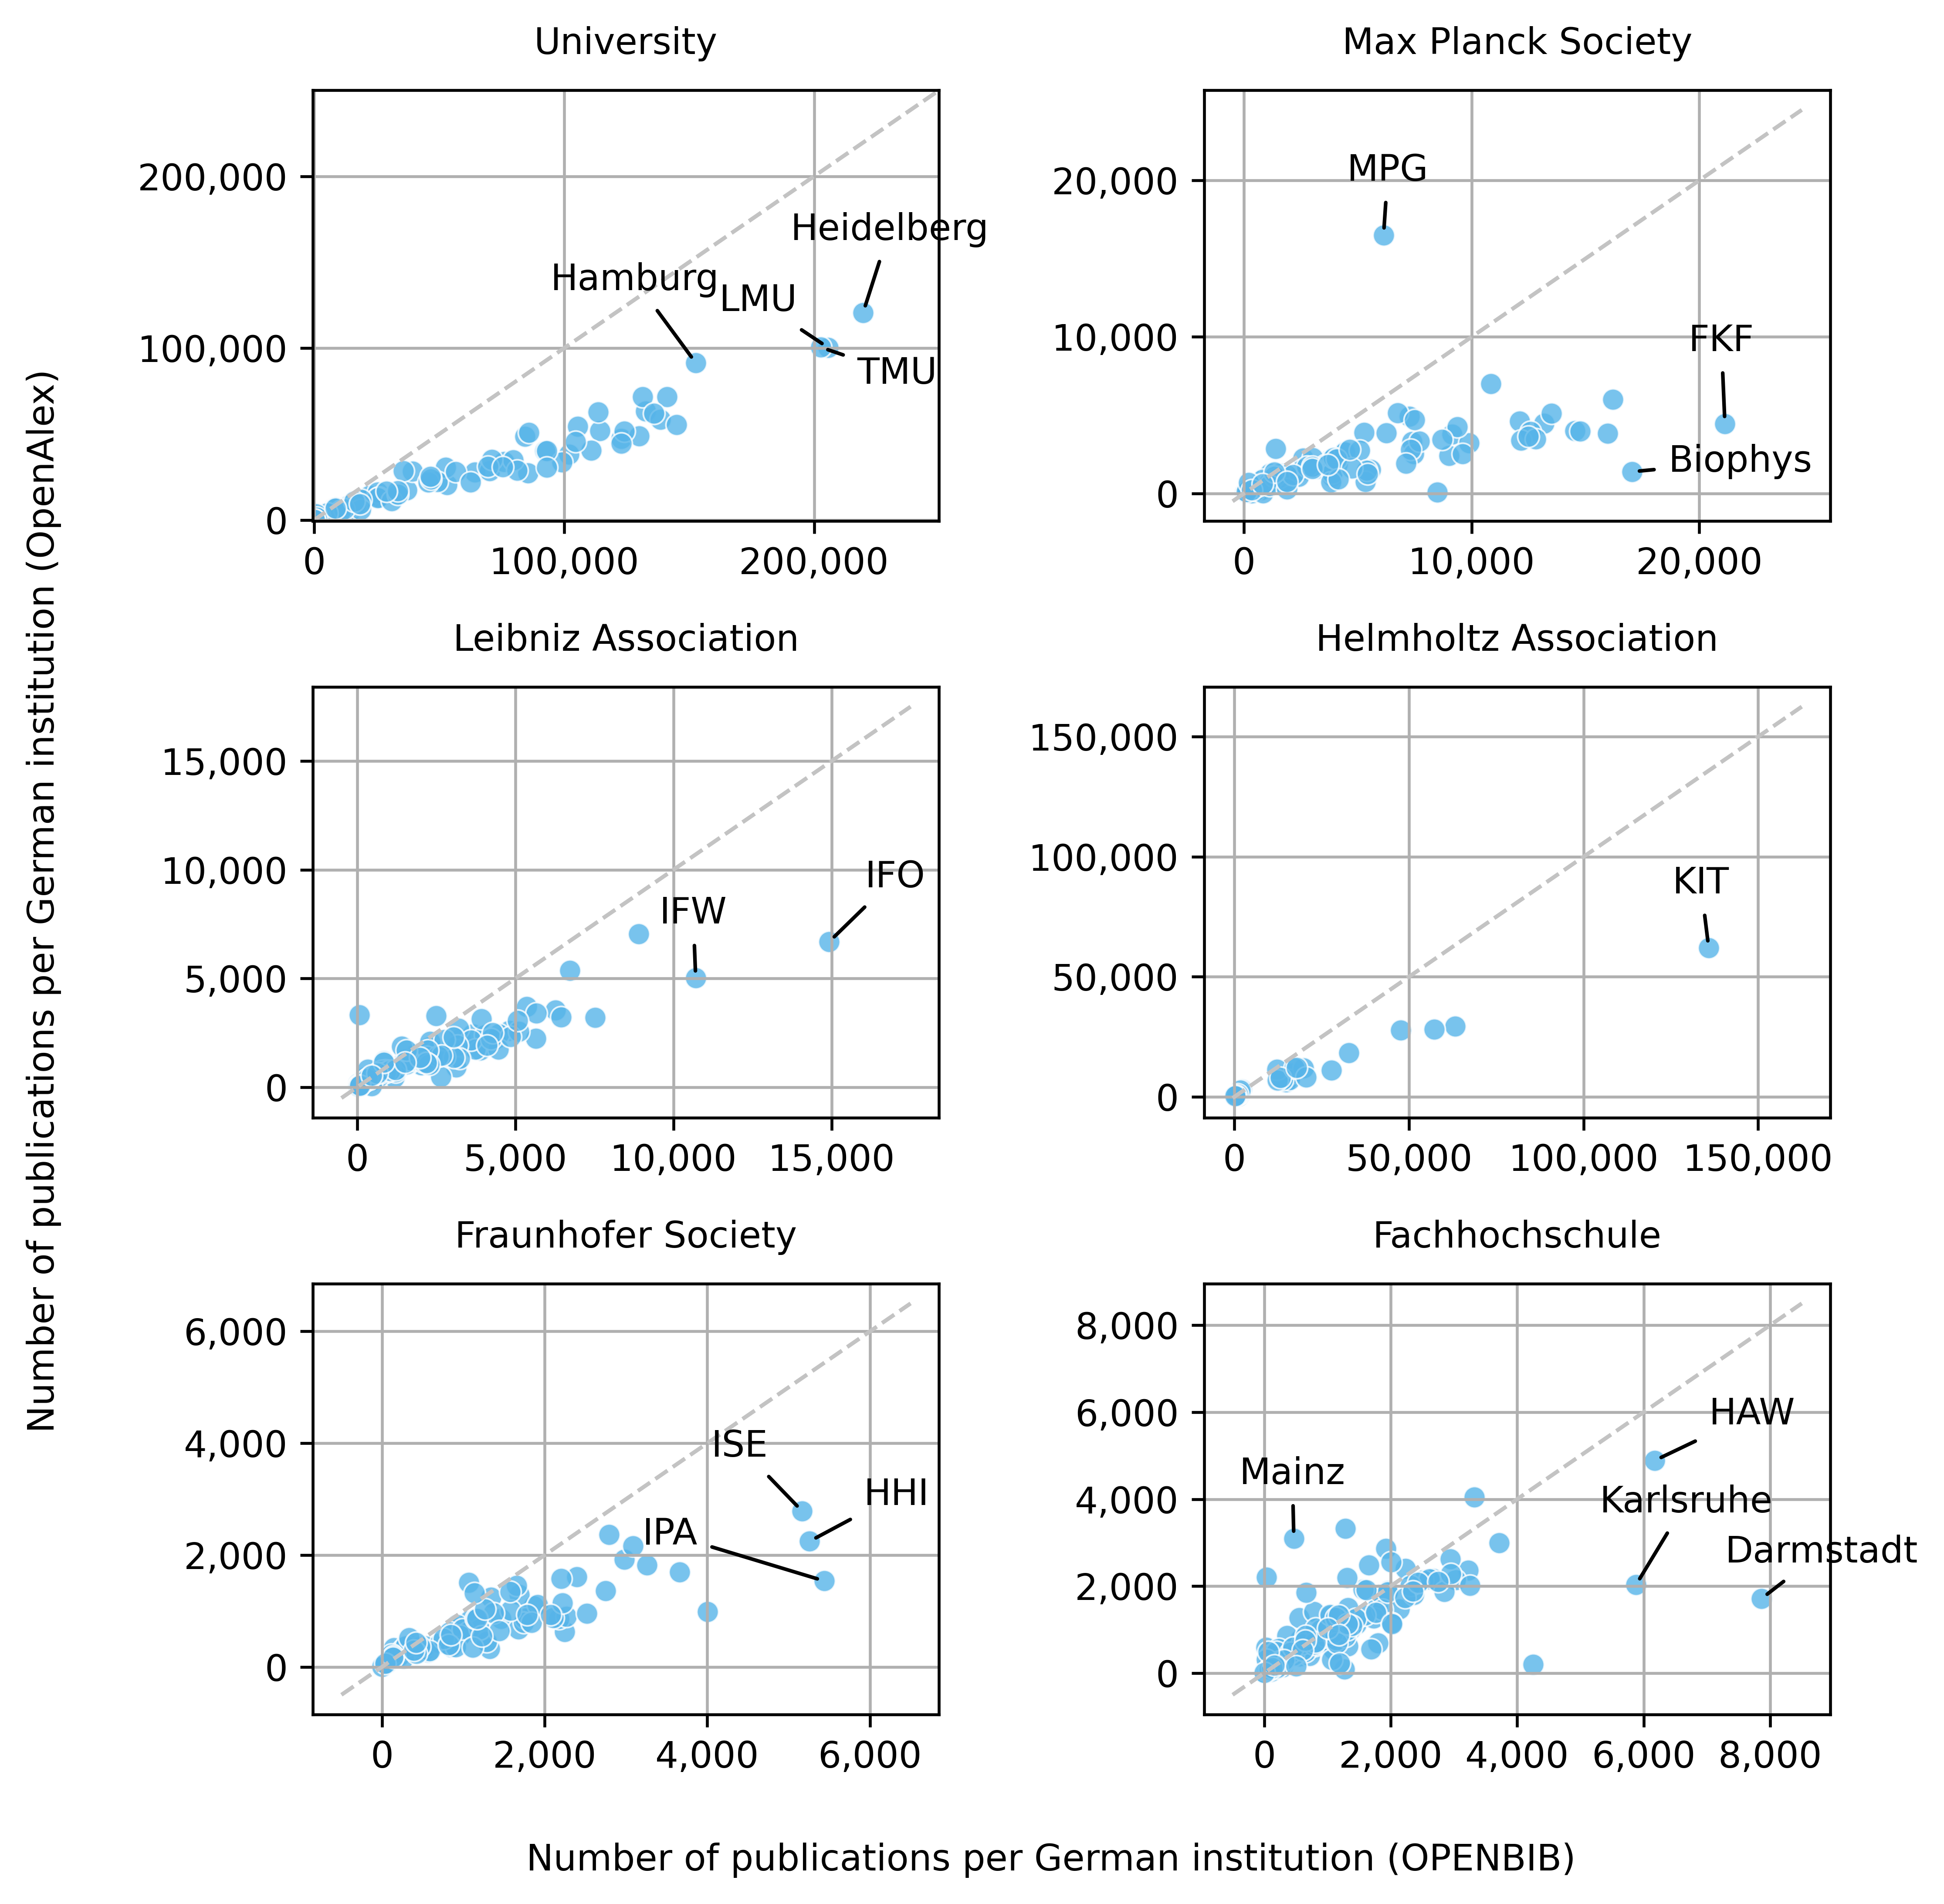 University
Max Planck Society
200,000
100,000
0
0
100,000
200,000
Hamburg
LMU
Heidelberg
TMU
20,000
10,000
0
0
10,000
20,000
MPG
FKF
Biophys
Leibniz Association
Helmholtz Association
15,000
10,000
5,000
0
0
5,000
10,000
15,000
IFW
IFO
150,000
100,000
50,000
0
0
50,000
100,000
150,000
KIT
Fraunhofer Society
Fachhochschule
6,000
4,000
2,000
0
0
2,000
4,000
6,000
ISE
HHI
IPA
8,000
6,000
4,000
2,000
0
0
2,000
4,000
6,000
8,000
HAW
Mainz
Karlsruhe
Darmstadt
Number of publications per German institution (OpenAlex)
Number of publications per German institution (OPENBIB)